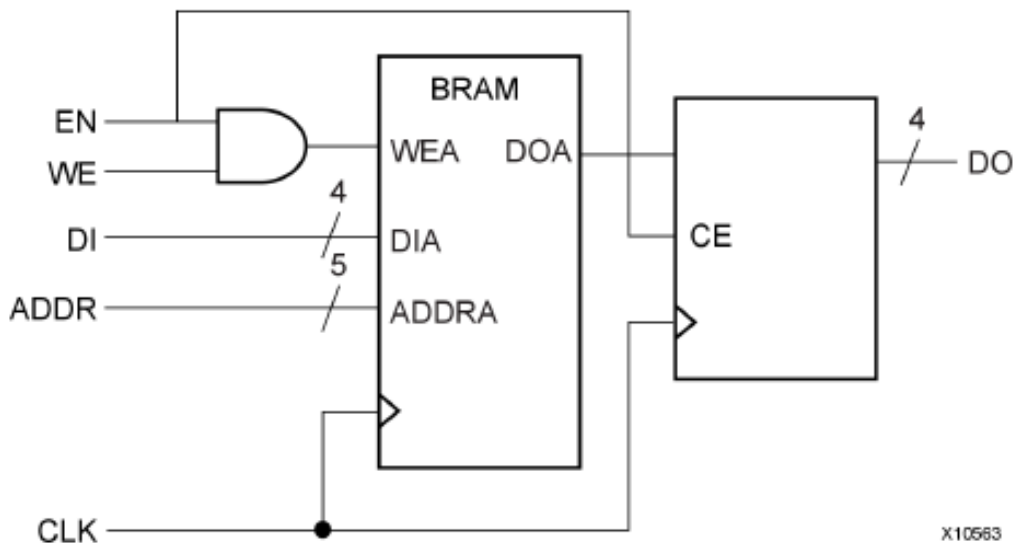 BRAM
EN
WE
WEA
DOA
4
DO
4
DI
DIA
CE
5
ADDR
ADDRA
CLK
X10563